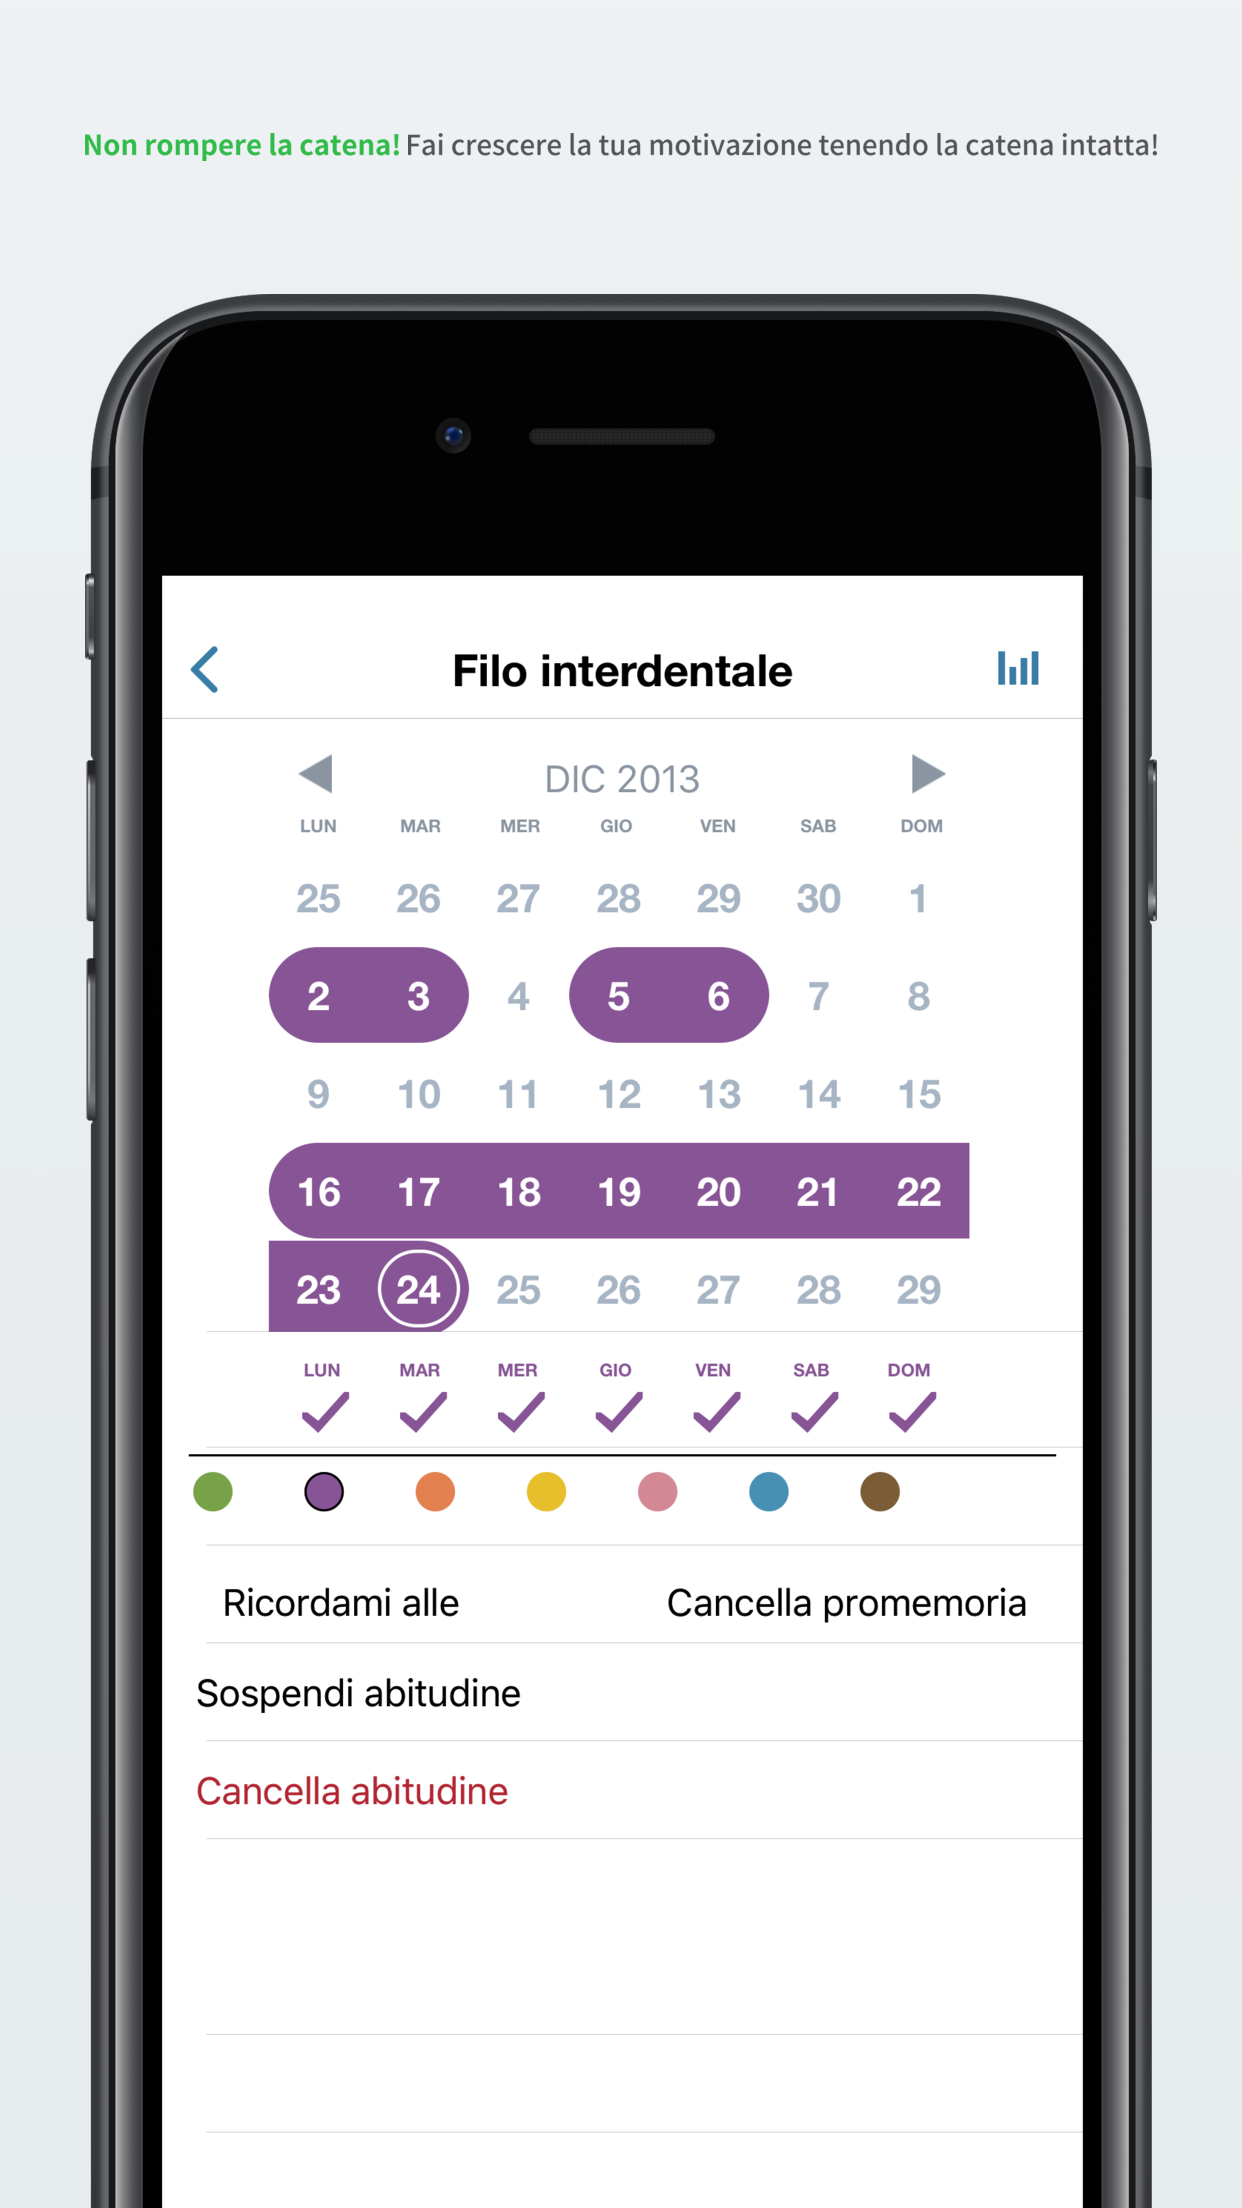 Non rompere la catena! Fai crescere la tua motivazione tenendo la catena intatta!
Filo interdentale
DIC 2013
LUN MAR MER GIO VEN SAB DOM
25 26 27 28 29 30 1
2 3 4 5 6 7 8
9 10 11 12 13 14 15
16 17 18 19 20 21 22
23 24 25 26 27 28 29
LUN MAR MER GIO VEN SAB DOM
Ricordami alle Cancella promemoria
Sospendi abitudine
Cancella abitudine